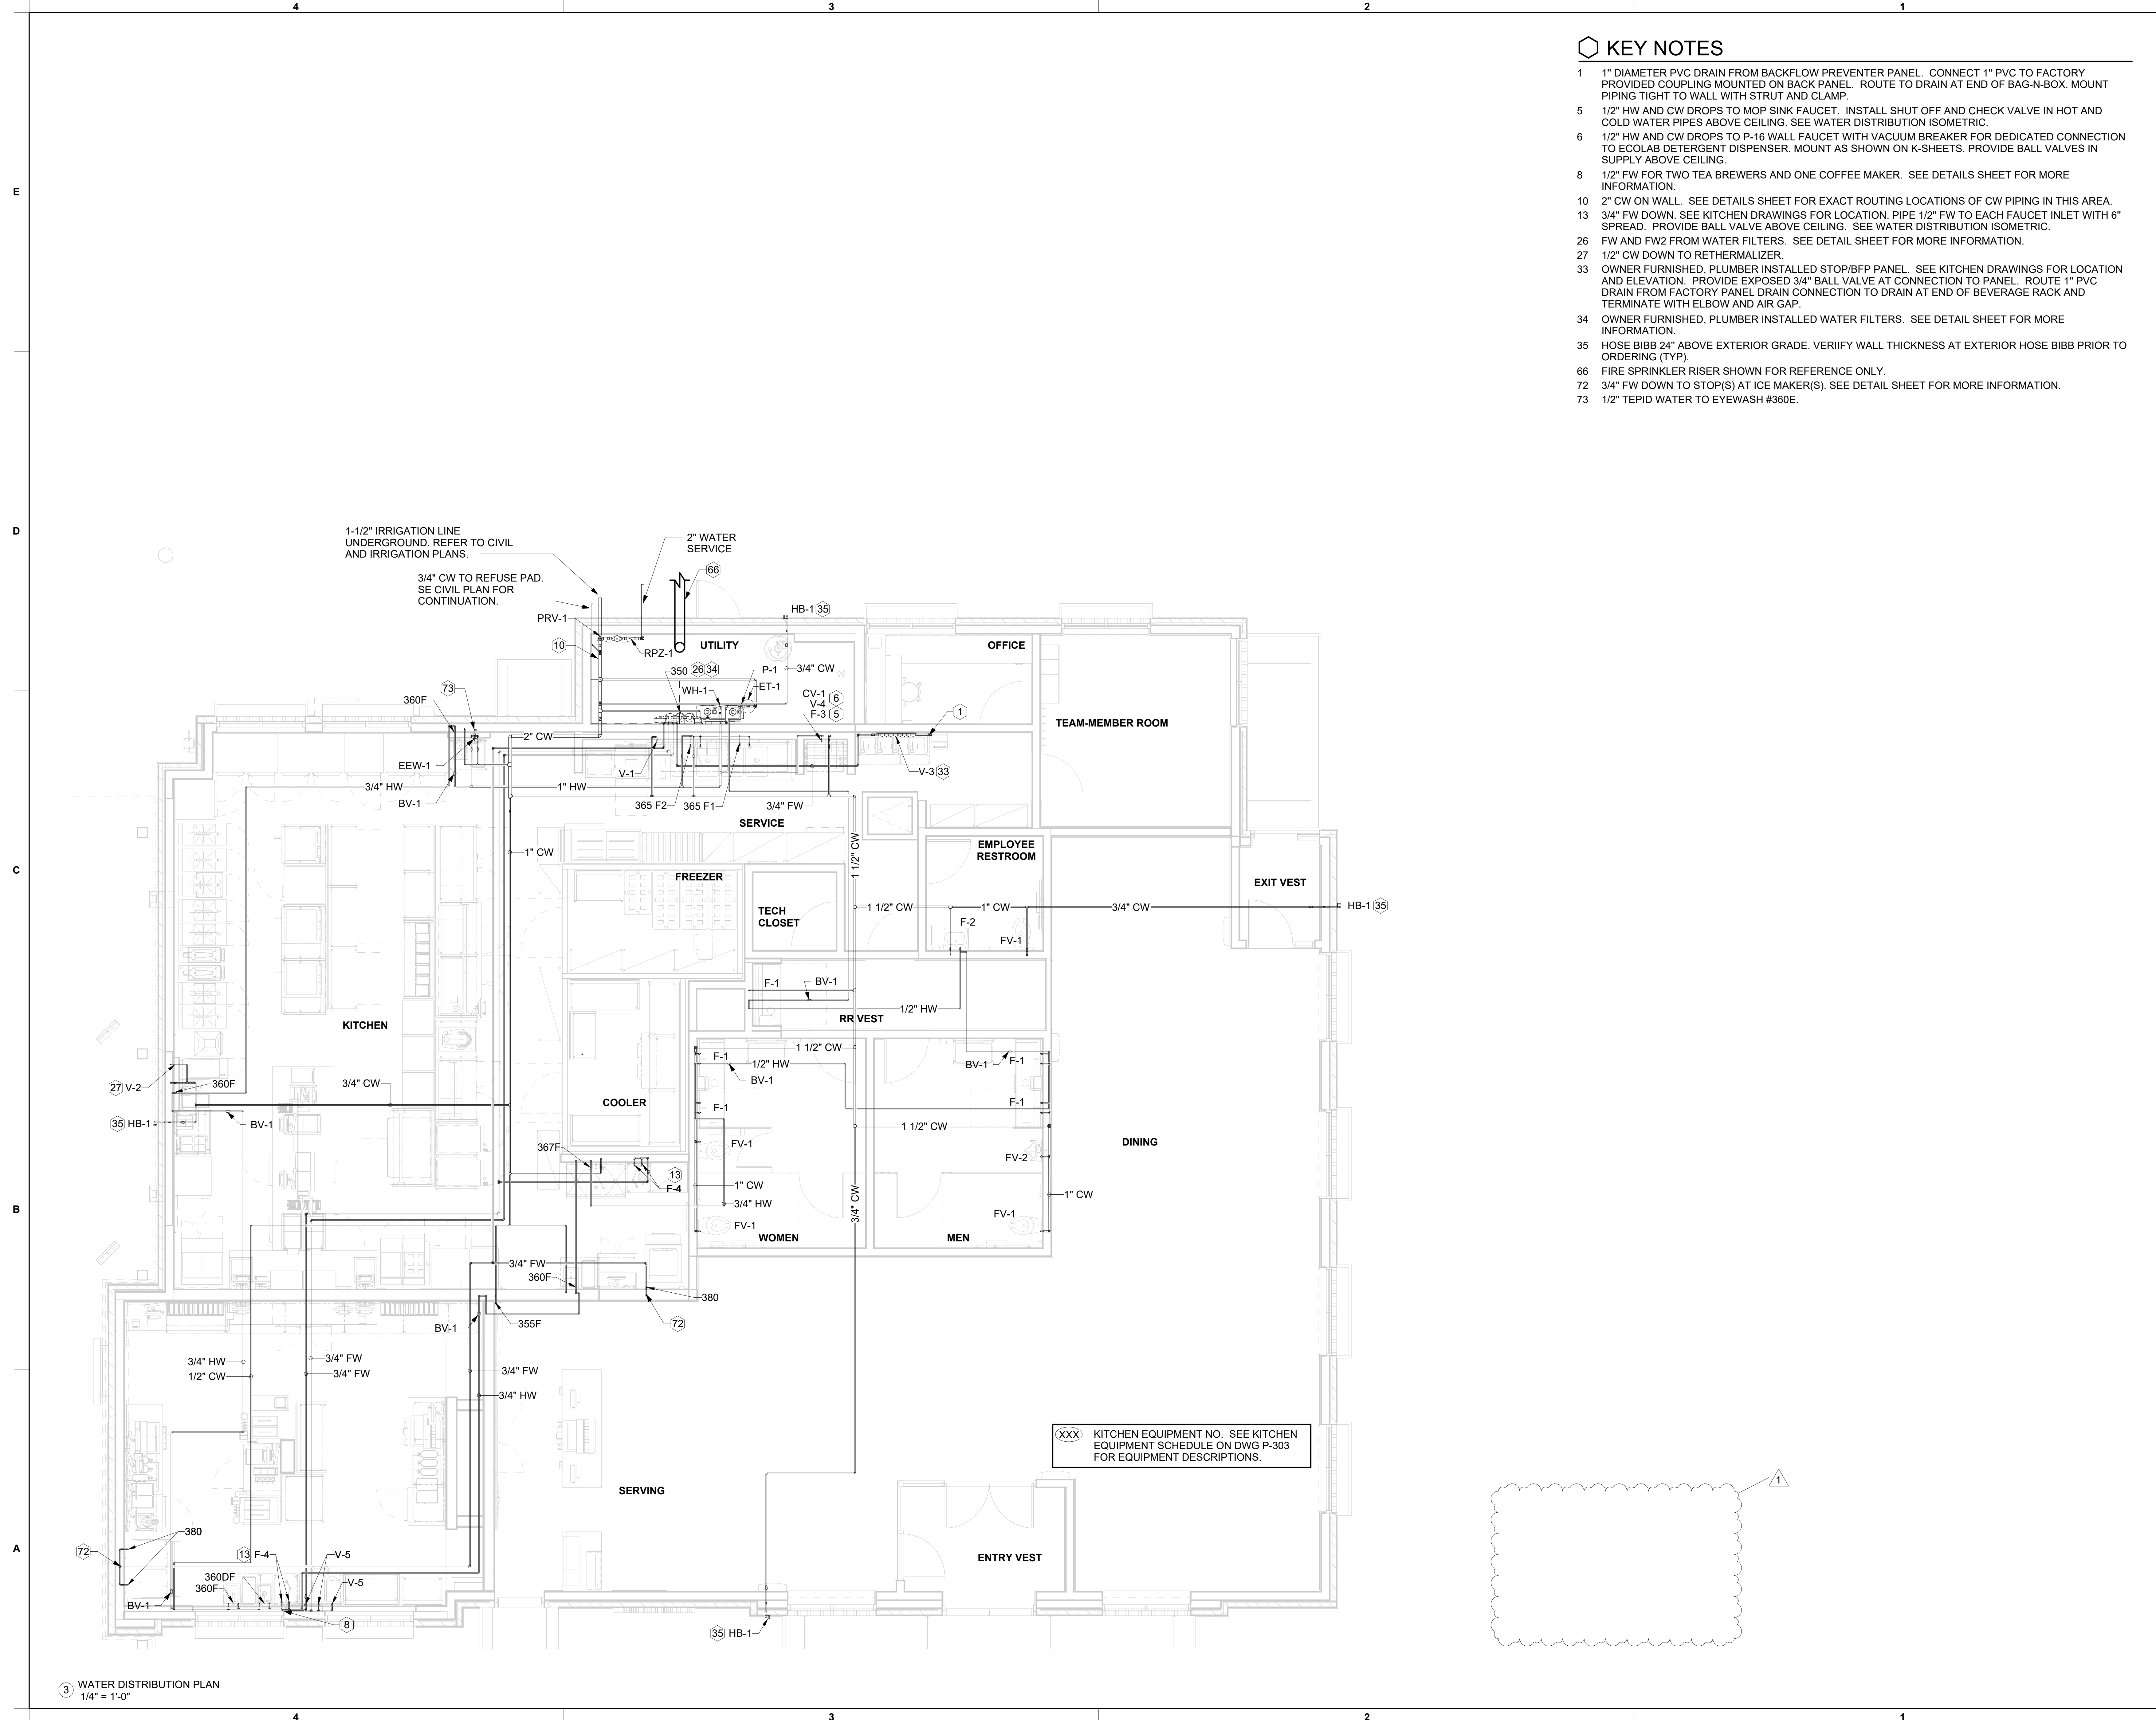 4
3
2
1
KEY NOTES
1 1" DIAMETER PVC DRAIN FROM BACKFLOW PREVENTER PANEL. CONNECT 1" PVC TO FACTORY
PROVIDED COUPLING MOUNTED ON BACK PANEL. ROUTE TO DRAIN AT END OF BAG-N-BOX. MOUNT
PIPING TIGHT TO WALL WITH STRUT AND CLAMP.
5 1/2" HW AND CW DROPS TO MOP SINK FAUCET. INSTALL SHUT OFF AND CHECK VALVE IN HOT AND
COLD WATER PIPES ABOVE CEILING. SEE WATER DISTRIBUTION ISOMETRIC.
6 1/2" HW AND CW DROPS TO P-16 WALL FAUCET WITH VACUUM BREAKER FOR DEDICATED CONNECTION
TO ECOLAB DETERGENT DISPENSER. MOUNT AS SHOWN ON K-SHEETS. PROVIDE BALL VALVES IN
SUPPLY ABOVE CEILING.
8 1/2" FW FOR TWO TEA BREWERS AND ONE COFFEE MAKER. SEE DETAILS SHEET FOR MORE
INFORMATION.
10 2" CW ON WALL. SEE DETAILS SHEET FOR EXACT ROUTING LOCATIONS OF CW PIPING IN THIS AREA.
13 3/4" FW DOWN. SEE KITCHEN DRAWINGS FOR LOCATION. PIPE 1/2" FW TO EACH FAUCET INLET WITH 6"
SPREAD. PROVIDE BALL VALVE ABOVE CEILING. SEE WATER DISTRIBUTION ISOMETRIC.
26 FW AND FW2 FROM WATER FILTERS. SEE DETAIL SHEET FOR MORE INFORMATION.
27 1/2" CW DOWN TO RETHERMALIZER.
33 OWNER FURNISHED, PLUMBER INSTALLED STOP/BFP PANEL. SEE KITCHEN DRAWINGS FOR LOCATION
AND ELEVATION. PROVIDE EXPOSED 3/4" BALL VALVE AT CONNECTION TO PANEL. ROUTE 1" PVC
DRAIN FROM FACTORY PANEL DRAIN CONNECTION TO DRAIN AT END OF BEVERAGE RACK AND
TERMINATE WITH ELBOW AND AIR GAP.
34 OWNER FURNISHED, PLUMBER INSTALLED WATER FILTERS. SEE DETAIL SHEET FOR MORE
INFORMATION.
35 HOSE BIBB 24" ABOVE EXTERIOR GRADE. VERIIFY WALL THICKNESS AT EXTERIOR HOSE BIBB PRIOR TO
ORDERING (TYP).
66 FIRE SPRINKLER RISER SHOWN FOR REFERENCE ONLY.
72 3/4" FW DOWN TO STOP(S) AT ICE MAKER(S). SEE DETAIL SHEET FOR MORE INFORMATION.
73 1/2" TEPID WATER TO EYEWASH #360E.
E
D
C
B
A
1-1/2" IRRIGATION LINE
UNDERGROUND. REFER TO CIVIL
AND IRRIGATION PLANS.
2" WATER
SERVICE
66
3/4" CW TO REFUSE PAD.
SE CIVIL PLAN FOR
CONTINUATION.
HB-1 35
PRV-1
10
RPZ-1
UTILITY
OFFICE
350 26 34
P-1
3/4" CW
73
WH-1
ET-1
CV-1 6
V-4
F-3 5
360F
1
TEAM-MEMBER ROOM
2" CW
EEW-1
V-1
V-3 33
3/4" HW
1" HW
BV-1
365 F2
365 F1
3/4" FW
SERVICE
1" CW
1 1/2" CW
EMPLOYEE
RESTROOM
FREEZER
EXIT VEST
TECH
CLOSET
1 1/2" CW
1" CW
3/4" CW
HB-1 35
F-2
FV-1
F-1
BV-1
1/2" HW
RR VEST
KITCHEN
1 1/2" CW
F-1
1/2" HW
BV-1
BV-1
F-1
27 V-2
360F
3/4" CW
COOLER
F-1
F-1
35 HB-1
BV-1
1 1/2" CW
DINING
367F
FV-1
FV-2
13
F-4
1" CW
3/4" HW
3/4" CW
1" CW
FV-1
FV-1
WOMEN
MEN
3/4" FW
360F
380
72
BV-1
355F
3/4" HW
1/2" CW
3/4" FW
3/4" FW
3/4" FW
3/4" HW
XXX KITCHEN EQUIPMENT NO. SEE KITCHEN
EQUIPMENT SCHEDULE ON DWG P-303
FOR EQUIPMENT DESCRIPTIONS.
1
SERVING
380
72
13 F-4
V-5
ENTRY VEST
360DF
360F
V-5
BV-1
8
35 HB-1
3 WATER DISTRIBUTION PLAN
1/4" = 1'-0"
4
3
2
1